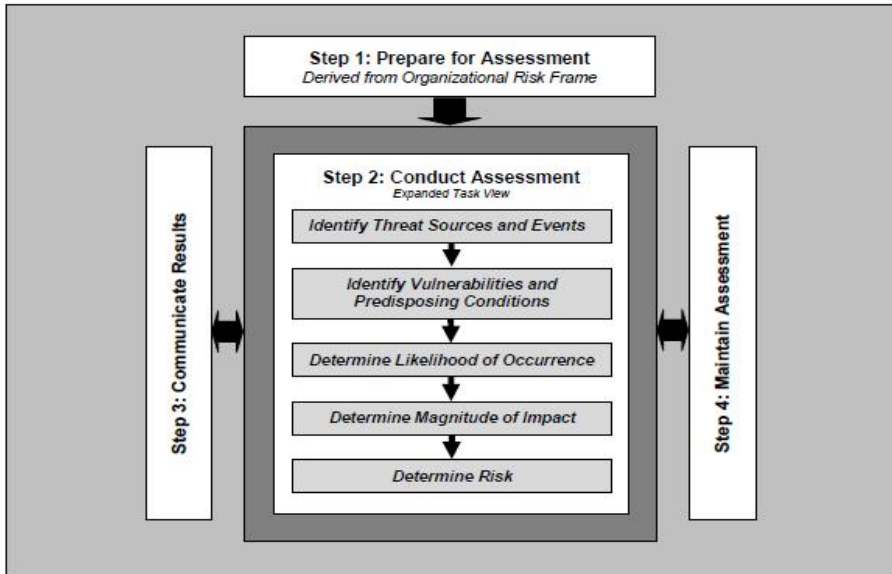 Step 1: Prepare for Assessment
Derived from Organizational Risk Frame
Step 2: Conduct Assessment
Expanded Task View
Identify Threat Sources and Events
Identify Vulnerabilities and
Predisposing Conditions
Determine Likelihood of Occurrence
Determine Magnitude of Impact
Determine Risk
Step 3: Communicate Results
Step 4: Maintain Assessment